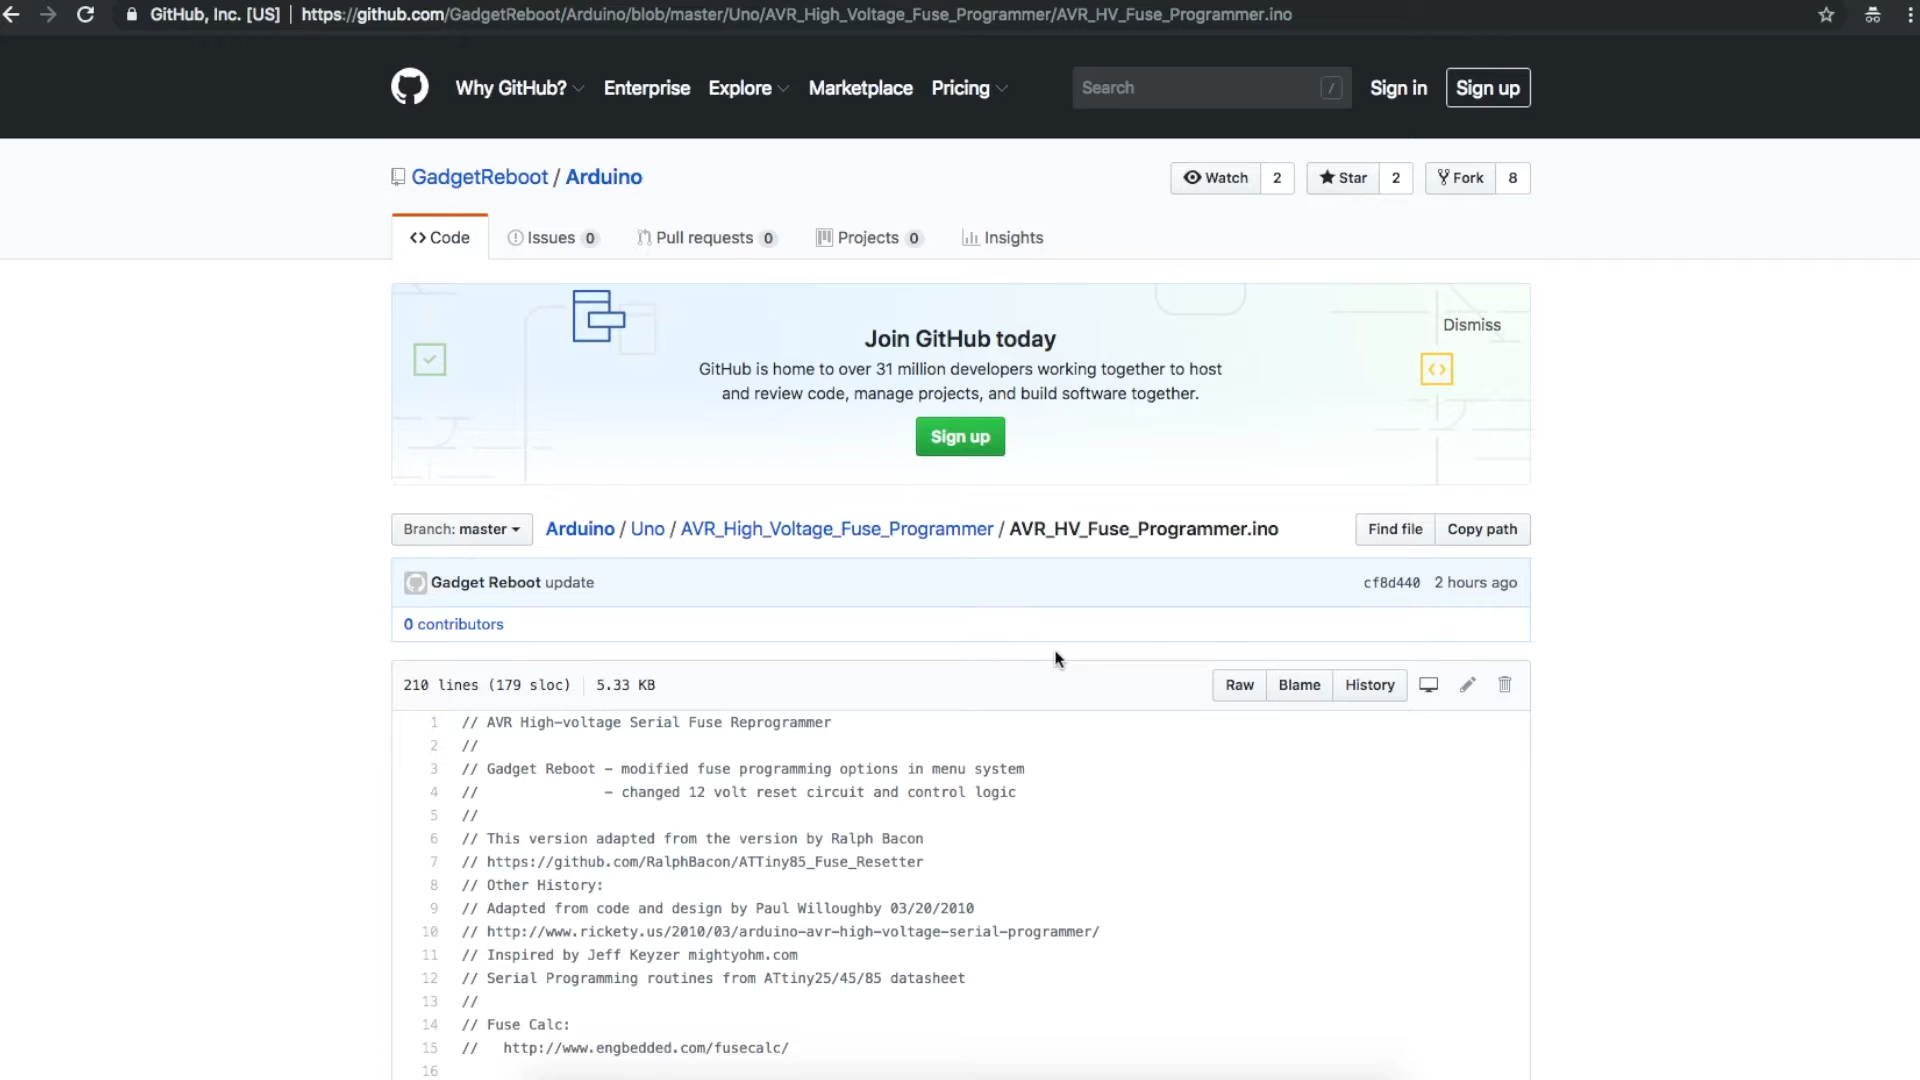 GitHub, Inc. [US] | https://github.com/GadgetReboot/Arduino/blob/master/Uno/AVR_High_Voltage_Fuse_Programmer/AVR_HV_Fuse_Programmer.ino
Why GitHub? Enterprise Explore Marketplace Pricing Search / Sign in Sign up
GadgetReboot / Arduino Watch 2 Star 2 Fork 8
Code Issues 0 Pull requests 0 Projects 0 Insights
Dismiss
Join GitHub today
GitHub is home to over 31 million developers working together to host
and review code, manage projects, and build software together.
Sign up
Branch: master Arduino / Uno / AVR_High_Voltage_Fuse_Programmer / AVR_HV_Fuse_Programmer.ino Find file Copy path
Gadget Reboot update cf8d440 2 hours ago
0 contributors
210 lines (179 sloc) 5.33 KB Raw Blame History
1 // AVR High-voltage Serial Fuse Reprogrammer
2 //
3 // Gadget Reboot - modified fuse programming options in menu system
4 // - changed 12 volt reset circuit and control logic
5 //
6 // This version adapted from the version by Ralph Bacon
7 // https://github.com/RalphBacon/ATTiny85_Fuse_Resetter
8 // Other History:
9 // Adapted from code and design by Paul Willoughby 03/20/2010
10 // http://www.rickety.us/2010/03/arduino-avr-high-voltage-serial-programmer/
11 // Inspired by Jeff Keyzer mightyohm.com
12 // Serial Programming routines from ATtiny25/45/85 datasheet
13 //
14 // Fuse Calc:
15 // http://www.engbedded.com/fusecalc/
16